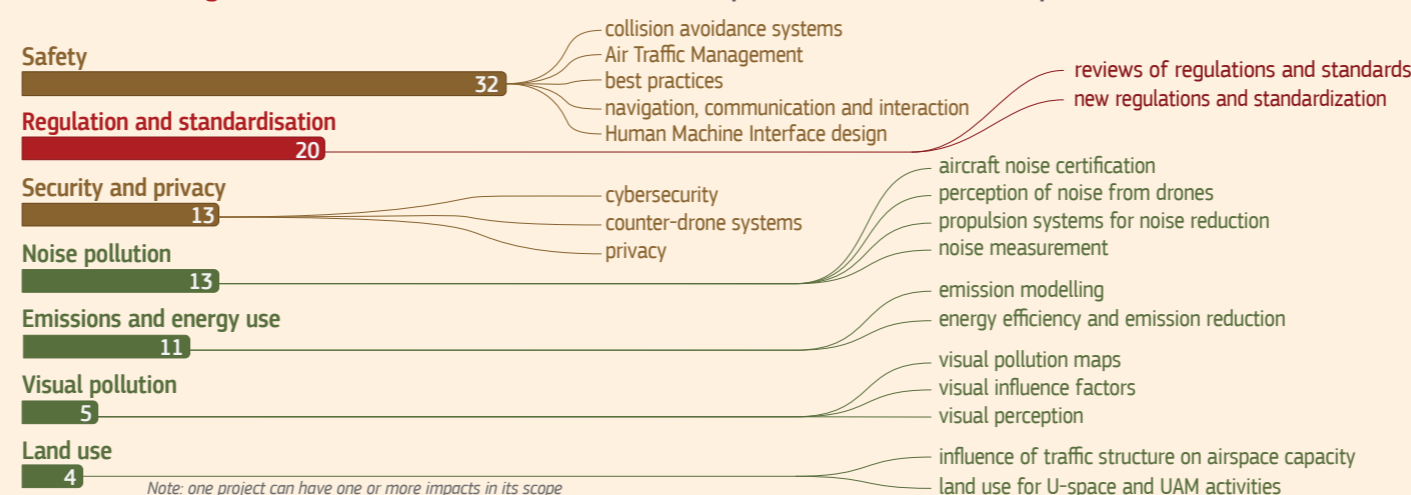 Safety
32
collision avoidance systems
Air Traffic Management
best practices
navigation, communication and interaction
Human Machine Interface design
Regulation and standardisation
20
reviews of regulations and standards
new regulations and standardization
Security and privacy
13
cybersecurity
counter-drone systems
privacy
Noise pollution
13
aircraft noise certification
perception of noise from drones
propulsion systems for noise reduction
noise measurement
Emissions and energy use
11
emission modelling
energy efficiency and emission reduction
Visual pollution
5
visual pollution maps
visual influence factors
visual perception
Land use
4
influence of traffic structure on airspace capacity
land use for U-space and UAM activities
Note: one project can have one or more impacts in its scope